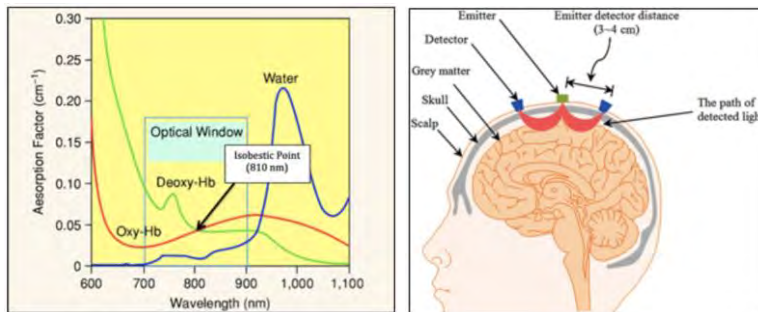 0.30
0.25
0.20
0.15
0.10
0.05
0
Aesorption Factor (cm⁻¹)
Water
Optical Window
Isobestic Point
(810 nm)
Deoxy-Hb
Oxy-Hb
600
700
800
900
1,000
1,100
Wavelength (nm)
Emitter
Emitter detector distance
(3~4 cm)
Detector
Grey matter
Skull
Scalp
The path of
detected ligh